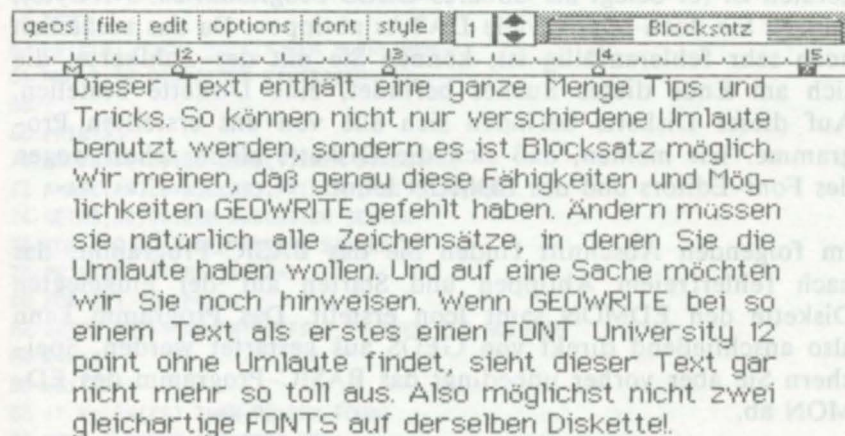 geos file edit options font style 1 Blocksatz
12 13 14 15
Dieser Text enthält eine ganze Menge Tips und
Tricks. So können nicht nur verschiedene Umlaute
benutzt werden, sondern es ist Blocksatz möglich.
Wir meinen, daß genau diese Fähigkeiten und Mög-
lichkeiten GEOWRITE gefehlt haben. Ändern müssen
sie natürlich alle Zeichensätze, in denen Sie die
Umlaute haben wollen. Und auf eine Sache möchten
wir Sie noch hinweisen. Wenn GEOWRITE bei so
einem Text als erstes einen FONT University 12
point ohne Umlaute findet, sieht dieser Text gar
nicht mehr so toll aus. Also möglichst nicht zwei
gleichartige FONTS auf derselben Diskette!.